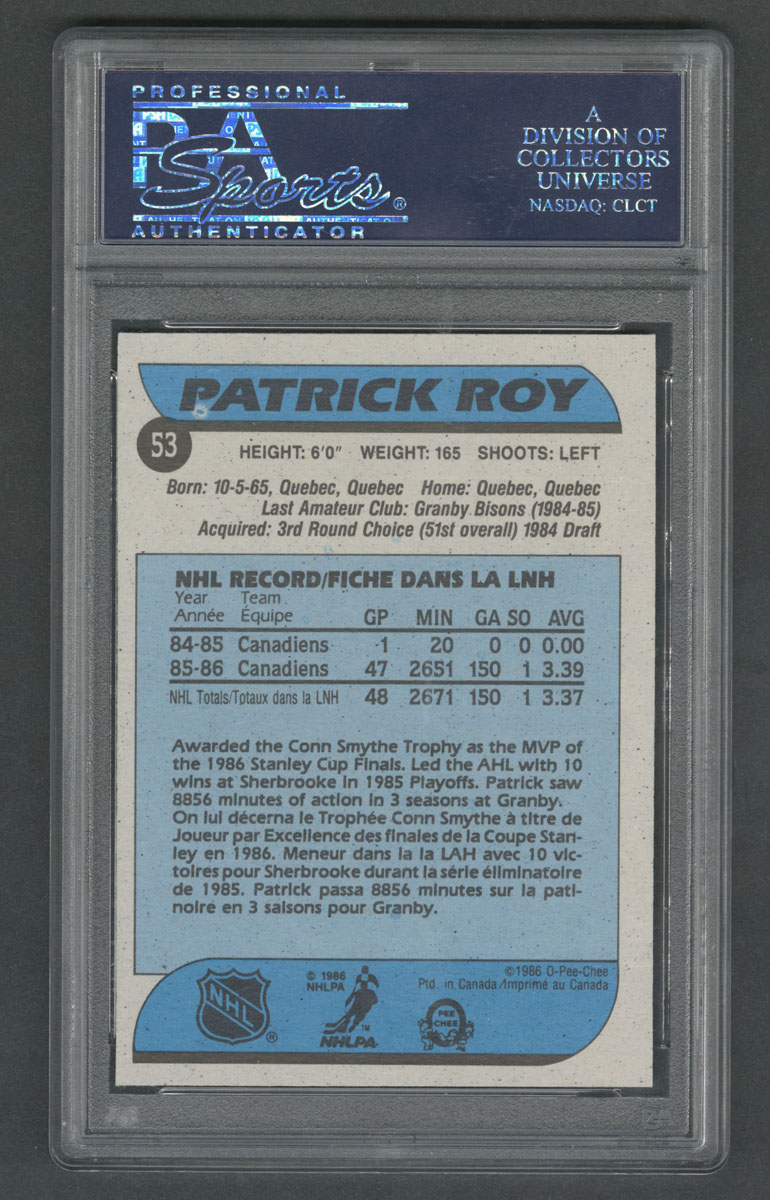 PROFESSIONAL
PSA
Sports®
AUTHENTICATOR
A
DIVISION OF
COLLECTORS
UNIVERSE
NASDAQ: CLCT
PATRICK ROY
53
HEIGHT: 6'0" WEIGHT: 165 SHOOTS: LEFT
Born: 10-5-65, Quebec, Quebec Home: Quebec, Quebec
Last Amateur Club: Granby Bisons (1984-85)
Acquired: 3rd Round Choice (51st overall) 1984 Draft
NHL RECORD/FICHE DANS LA LNH
Year Team
Année Équipe GP MIN GA SO AVG
84-85 Canadiens 1 20 0 0 0.00
85-86 Canadiens 47 2651 150 1 3.39
NHL Totals/Totaux dans la LNH 48 2671 150 1 3.37
Awarded the Conn Smythe Trophy as the MVP of
the 1986 Stanley Cup Finals. Led the AHL with 10
wins at Sherbrooke in 1985 Playoffs. Patrick saw
8856 minutes of action in 3 seasons at Granby.
On lui décerna le Trophée Conn Smythe à titre de
Joueur par Excellence des finales de la Coupe Stan-
ley en 1986. Meneur dans la la LAH avec 10 vic-
toires pour Sherbrooke durant la série éliminatoire
de 1985. Patrick passa 8856 minutes sur la pati-
noire en 3 saisons pour Granby.
NHL ®
© 1986
NHLPA
TM
NHLPA
©1986 O-Pee-Chee
Ptd. in Canada/Imprimé au Canada
PEE
CHEE